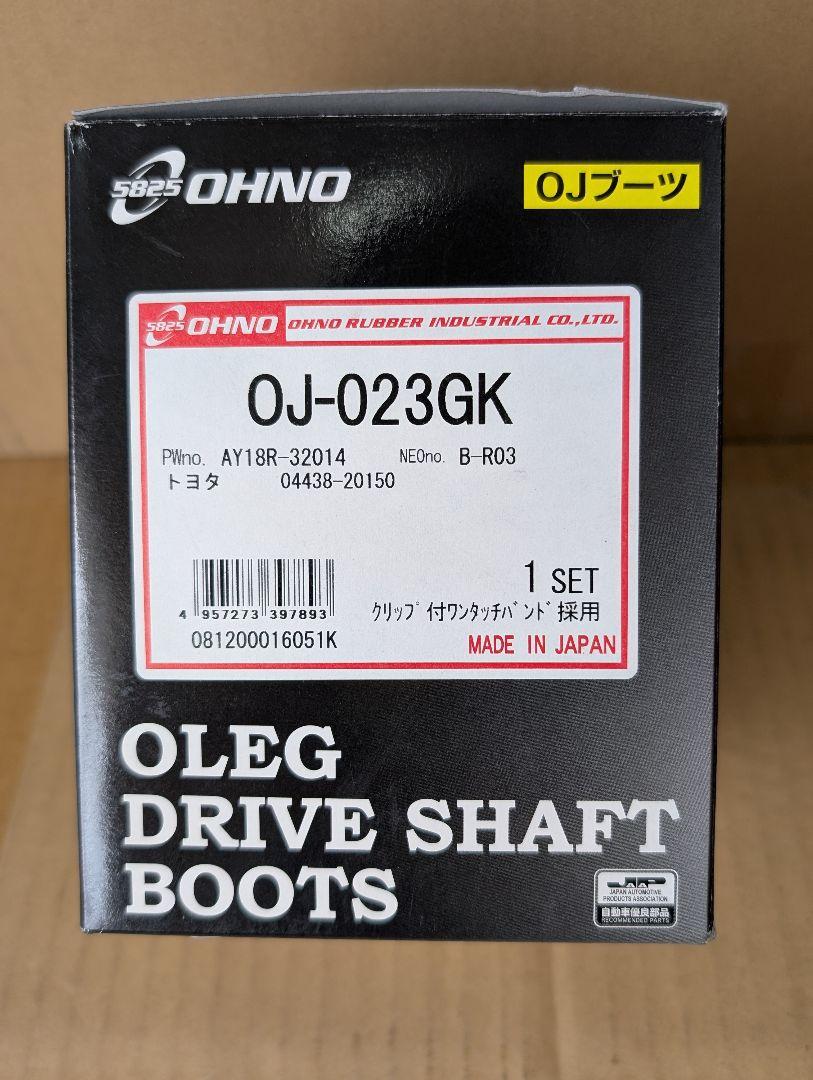 5825 OHNO
OJブーツ
5825 OHNO OHNO RUBBER INDUSTRIAL CO.,LTD.
OJ-023GK
PWno. AY18R-32014 NEOno. B-R03
トヨタ 04438-20150
1 SET
4 957273 397893
クリップ付ワンタッチバンド採用
081200016051K
MADE IN JAPAN
OLEG
DRIVE SHAFT
BOOTS
JAPA
JAPAN AUTOMOTIVE
PRODUCTS ASSOCIATION
自動車優良部品
RECOMMENDED PARTS